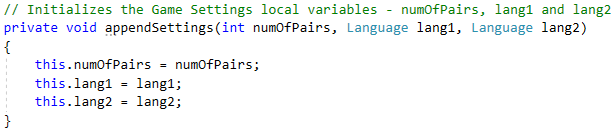 // Initializes the Game Settings local variables - numOfPairs, lang1 and lang2
private void appendSettings(int numOfPairs, Language lang1, Language lang2)
{
    this.numOfPairs = numOfPairs;
    this.lang1 = lang1;
    this.lang2 = lang2;
}